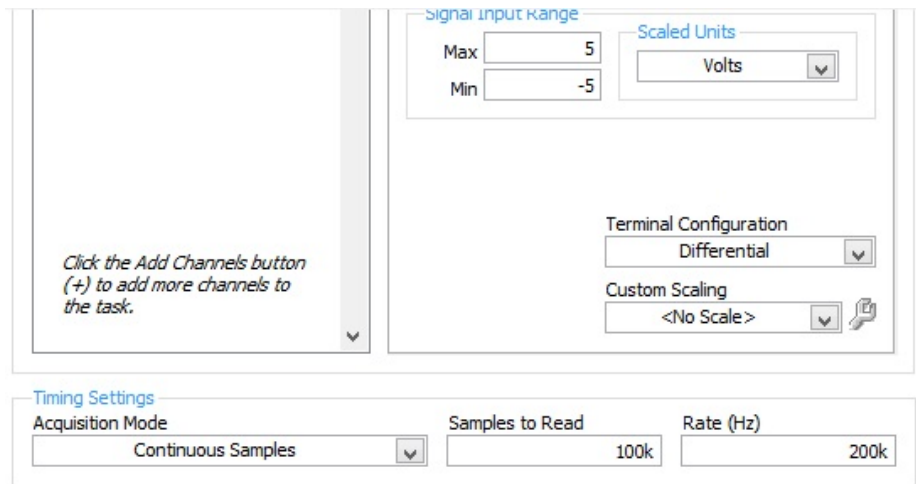 Signal Input Range
Scaled Units
Max 5
Volts
Min -5
Terminal Configuration
Differential
Click the Add Channels button
(+) to add more channels to
the task.
Custom Scaling
<No Scale>
Timing Settings
Acquisition Mode Samples to Read Rate (Hz)
Continuous Samples 100k 200k